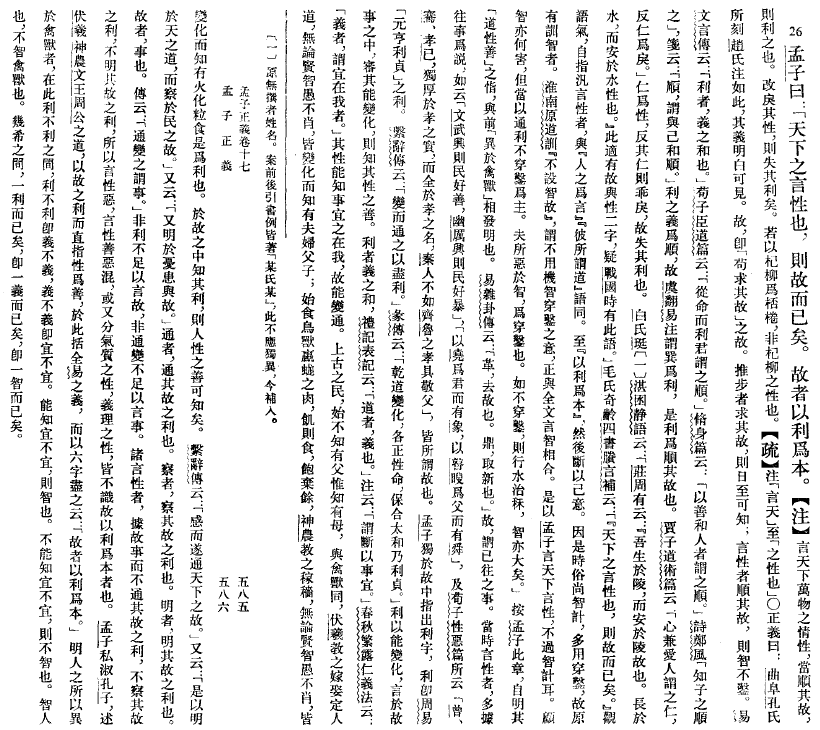 26 孟子曰:「天下之言性也,則故而已矣。故者以利爲本。【注】言天下萬物之情性,當順其故,
則利之也。改戾其性,則失其利矣。若以杞柳爲桮棬,非杞柳之性也。【疏】注「言天」至「之性也」○正義曰:曲阜孔氏
所刻趙氏注如此,其義明白可見。故,卽「苟求其故」之故。推步者求其故,則日至可知;言性者順其故,則智不鑿。易
文言傳云:「利者,義之和也。」荀子臣道篇云:「從命而利君謂之順。」脩身篇云:「以善和人者謂之順。」詩鄭風「知子之順
之」,箋云:「順,謂與己和順。」利之義爲順,故虞翻易注謂巽爲利,是利爲順其故也。賈子道術篇云:「心兼愛人謂之仁,
反仁爲戾。」仁爲性,反其仁則乖戾,故失其利也。白氏珽〔一〕湛困靜語云:「莊周有云:『吾生於陵,而安於陵故也。長於
水,而安於水性也。』此適有故與性二字,疑戰國時有此語。」毛氏奇齡四書賸言補云:「『天下之言性也,則故而已矣。』觀
語氣,自指汎言性者,與『人之爲言』『彼所謂道』語同。至『以利爲本』,然後斷以己意。因是時俗尚智計,多用穿鑿,故原
有訓智者。淮南原道訓『不設智故』,謂不用機智穿鑿之意,正與全文言智相合。是以孟子言天下言性,不過智計耳。顧
智亦何害,但當以通利不穿鑿爲主。夫所惡於智,爲穿鑿也。如不穿鑿,則行水治秝,智亦大矣。」按:孟子此章,自明其
「道性善」之恉,與前「異於禽獸」相發明也。易雜卦傳云:「革,去故也。鼎,取新也。」故,謂已往之事。當時言性者,多據
往事爲說,如云「文武興則民好善,幽厲興則民好暴」,「以堯爲君而有象,以瞽瞍爲父而有舜」,及荀子性惡篇所云「曾、
騫、孝己,獨厚於孝之實,而全於孝之名,秦人不如齊魯之孝具敬父」,皆所謂故也。孟子獨於故中指出利字,利卽周易
「元亨利貞」之利。繫辭傳云:「變而通之以盡利。」彖傳云:「乾道變化,各正性命,保合太和乃利貞。」利以能變化,言於故
事之中,審其能變化,則知其性之善。利者義之和,禮記表記云:「道者,義也。」注云:「謂斷以事宜。」春秋繁露仁義法云:
「義者,謂宜在我者。」其性能知事宜之在我,故能變通。上古之民,始不知有父惟知有母,與禽獸同,伏羲敎之嫁娶定人
道,無論賢智愚不肖,皆變化而知有夫婦父子;始食鳥獸蠃蛖之肉,飢則食,飽棄餘,神農敎之稼穡,無論賢智愚不肖,皆
〔一〕原無撰者姓名。案前後引書例皆著「某氏某」,此不應獨異,今補入。
孟子正義卷十七 五八五
孟子正義 五八六
變化而知有火化粒食是爲利也。於故之中知其利,則人性之善可知矣。繫辭傳云:「感而遂通天下之故。」又云:「是以明
於天之道,而察於民之故。」又云:「又明於憂患與故。」通者,通其故之利也。察者,察其故之利也。明者,明其故之利也。
故者,事也。傳云:「通變之謂事。」非利不足以言故,非通變不足以言事。諸言性者,據故事而不通其故之利,不察其故
之利,不明其故之利,所以言性惡,言性善惡混,或又分氣質之性,義理之性,皆不識故以利爲本者也。孟子私淑孔子,述
伏羲神農文王周公之道,以故之利而直指性爲善,於此括全易之義,而以六字盡之云:「故者以利爲本。」明人之所以異
於禽獸者,在此利不利之間,利不利卽義不義,義不義卽宜不宜。能知宜不宜,則智也。不能知宜不宜,則不智也。智人
也,不智禽獸也。幾希之間,一利而已矣,卽一義而已矣,卽一智而已矣。